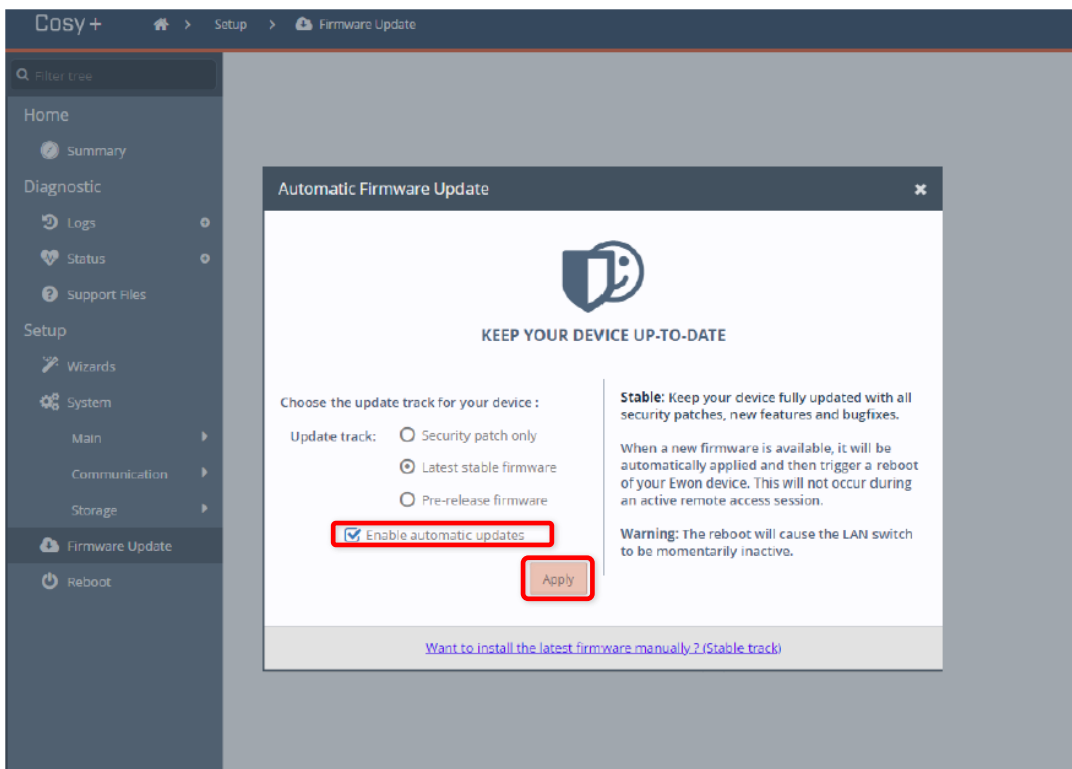 Cosy+ > Setup > Firmware Update
Filter tree
Home
Summary
Diagnostic
Logs
Status
Support Files
Setup
Wizards
System
Main
Communication
Storage
Firmware Update
Reboot
Automatic Firmware Update
KEEP YOUR DEVICE UP-TO-DATE
Choose the update track for your device :
Update track:
Security patch only
Latest stable firmware
Pre-release firmware
Enable automatic updates
Apply
Stable: Keep your device fully updated with all
security patches, new features and bugfixes.
When a new firmware is available, it will be
automatically applied and then trigger a reboot
of your Ewon device. This will not occur during
an active remote access session.
Warning: The reboot will cause the LAN switch
to be momentarily inactive.
Want to install the latest firmware manually ? (Stable track)